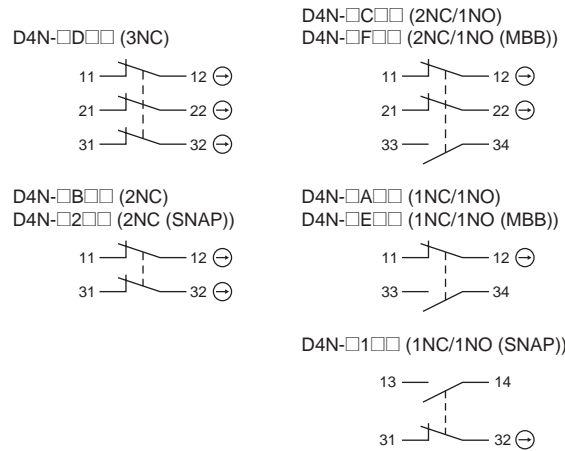 D4N-□D□□ (3NC)
11 12
21 22
31 32
D4N-□C□□ (2NC/1NO)
D4N-□F□□ (2NC/1NO (MBB))
11 12
21 22
33 34
D4N-□B□□ (2NC)
D4N-□2□□ (2NC (SNAP))
11 12
31 32
D4N-□A□□ (1NC/1NO)
D4N-□E□□ (1NC/1NO (MBB))
11 12
33 34
D4N-□1□□ (1NC/1NO (SNAP))
13 14
31 32